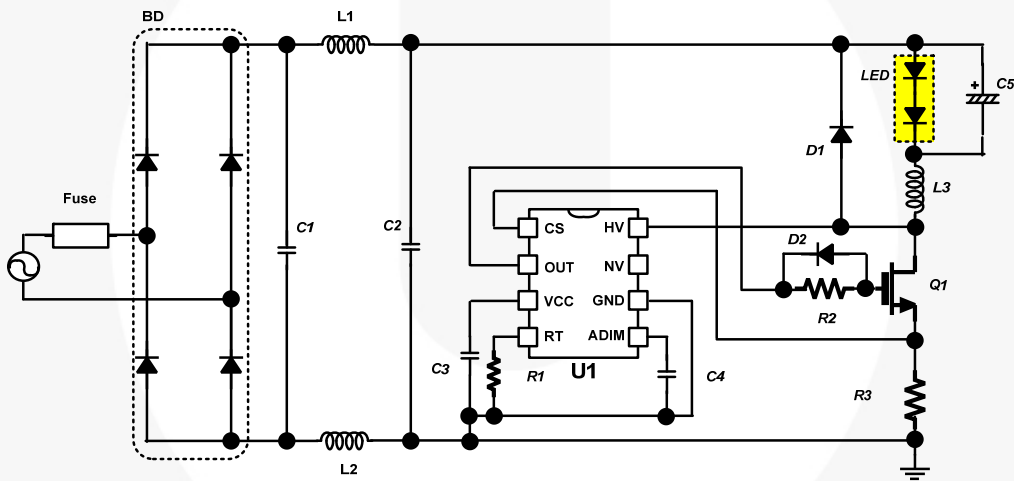 BD
L1
LED
C5
+
D1
Fuse
L3
C1
C2
CS
HV
D2
OUT
NV
Q1
VCC
GND
R2
RT
ADIM
C3
R1
U1
C4
R3
L2